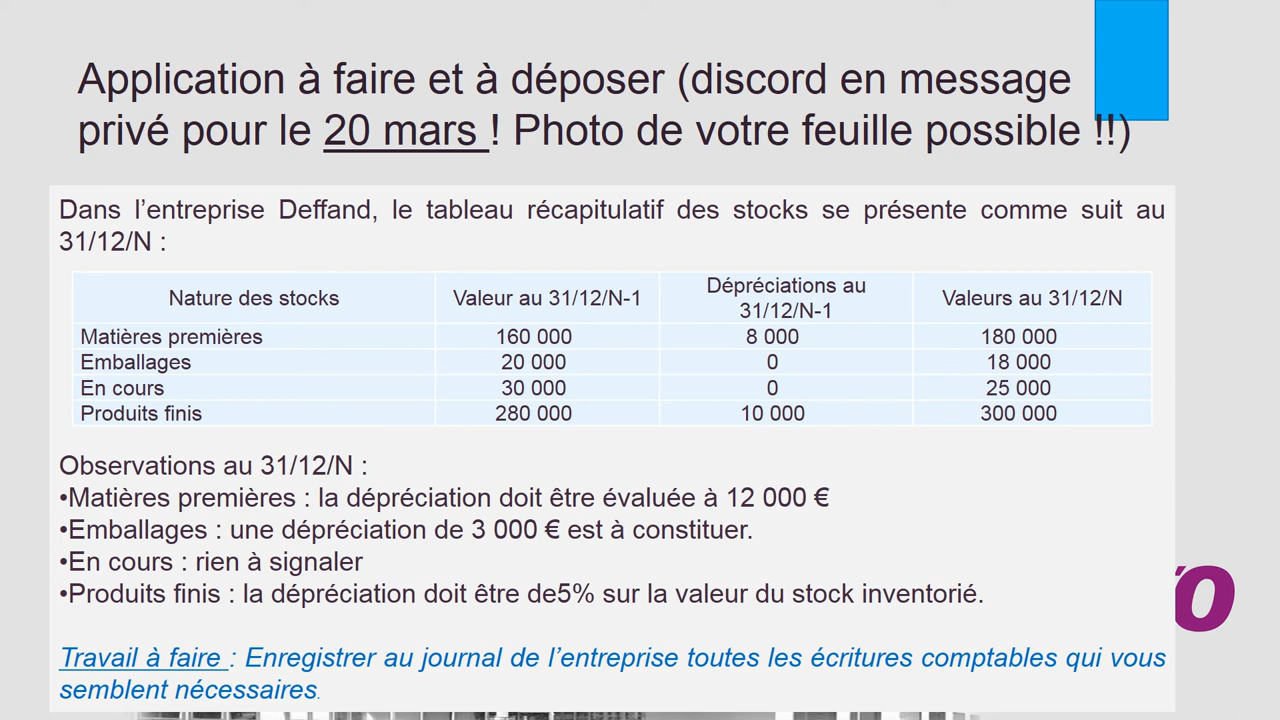 Application à faire et à déposer (discord en message
privé pour le 20 mars ! Photo de votre feuille possible !!)
Dans l’entreprise Deffand, le tableau récapitulatif des stocks se présente comme suit au
31/12/N :
Nature des stocks Valeur au 31/12/N-1 Dépréciations au 31/12/N-1 Valeurs au 31/12/N
Matières premières 160 000 8 000 180 000
Emballages 20 000 0 18 000
En cours 30 000 0 25 000
Produits finis 280 000 10 000 300 000
Observations au 31/12/N :
•Matières premières : la dépréciation doit être évaluée à 12 000 €
•Emballages : une dépréciation de 3 000 € est à constituer.
•En cours : rien à signaler
•Produits finis : la dépréciation doit être de5% sur la valeur du stock inventorié.
Travail à faire : Enregistrer au journal de l’entreprise toutes les écritures comptables qui vous
semblent nécessaires.